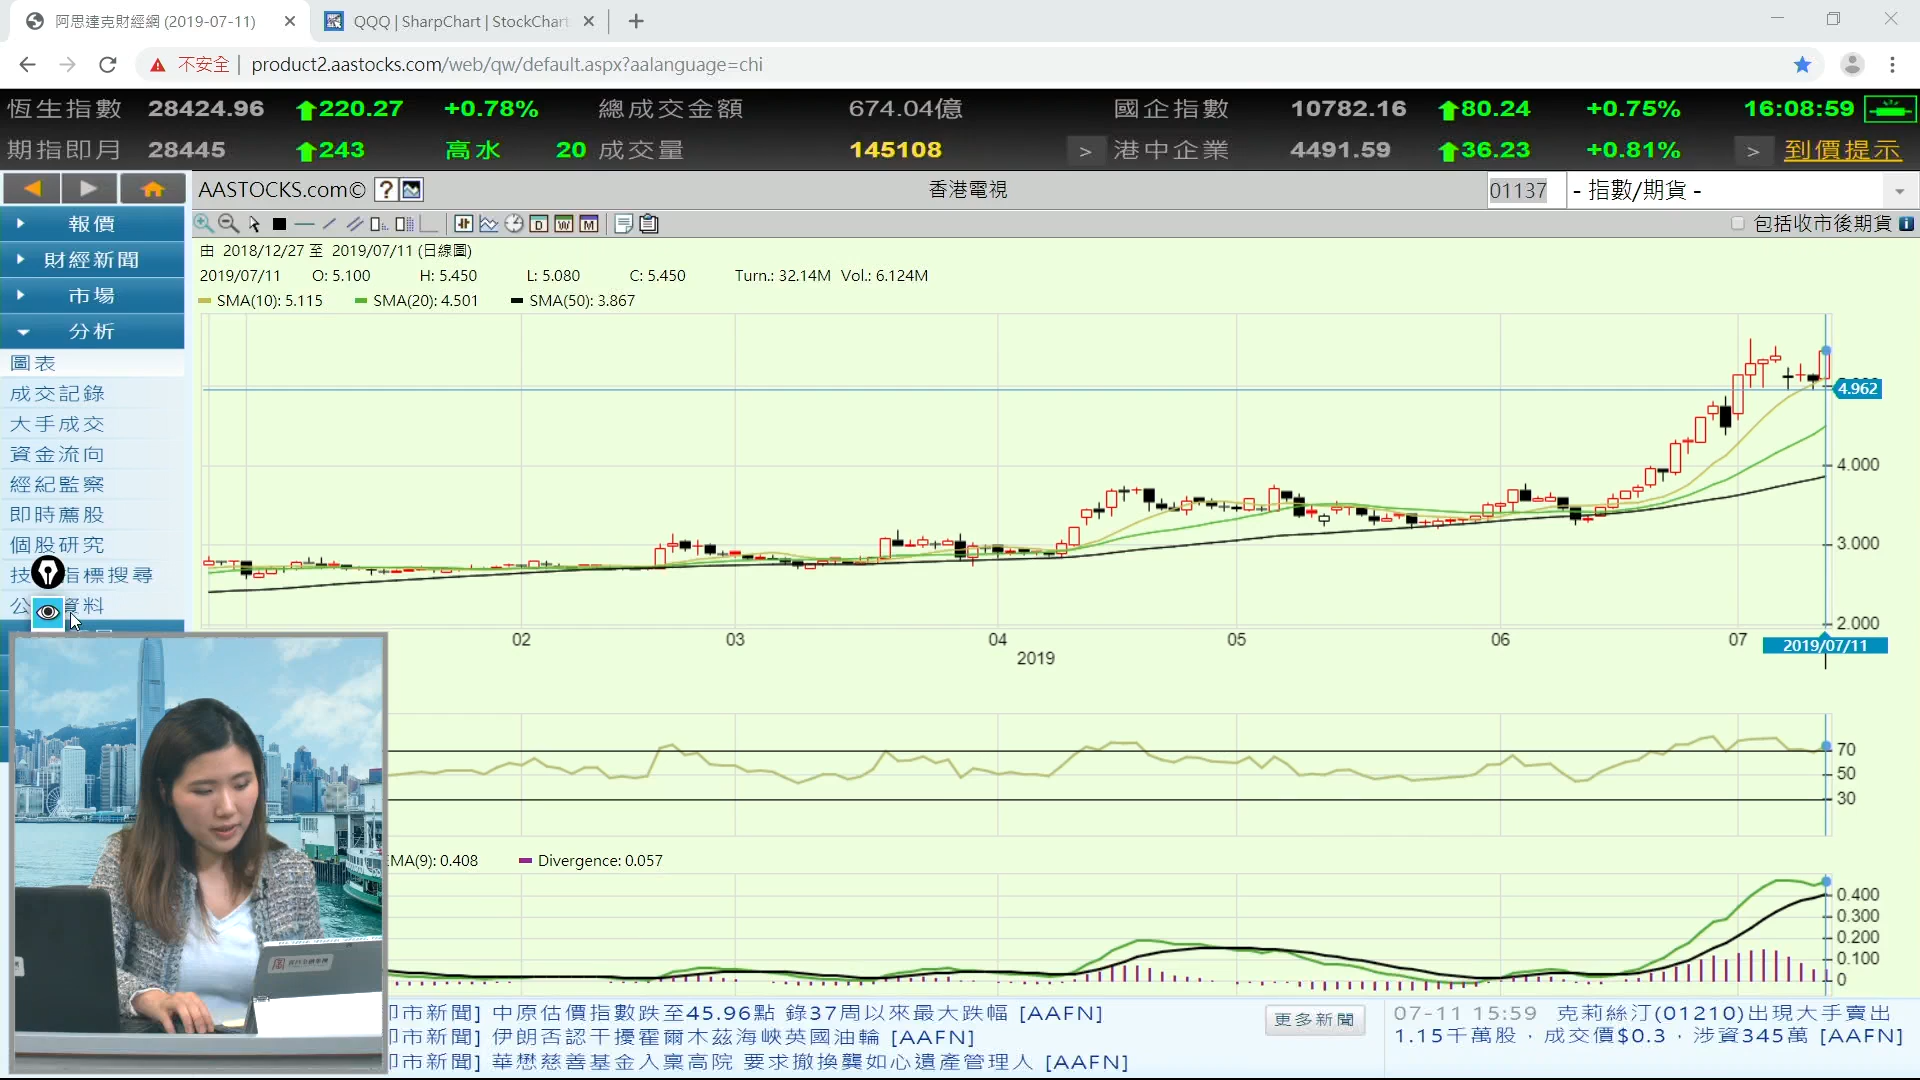 阿思達克財經網 (2019-07-11)
QQQ | SharpChart | StockChart
不安全 | product2.aastocks.com/web/qw/default.aspx?aalanguage=chi
恆生指數 28424.96 220.27 +0.78% 總成交金額 674.04億 國企指數 10782.16 80.24 +0.75% 16:08:59
期指即月 28445 243 高水 20 成交量 145108 > 港中企業 4491.59 36.23 +0.81% > 到價提示
AASTOCKS.com© ? 香港電視 01137 - 指數/期貨 -
D W M 包括收市後期貨 i
報價
財經新聞
市場
分析
圖表
成交記錄
大手成交
資金流向
經紀監察
即時薦股
個股研究
技 指標搜尋
公 資料
由 2018/12/27 至 2019/07/11 (日線圖)
2019/07/11 O: 5.100 H: 5.450 L: 5.080 C: 5.450 Turn.: 32.14M Vol.: 6.124M
SMA(10): 5.115 SMA(20): 4.501 SMA(50): 3.867
4.962
4.000
3.000
2.000
02 03 04 05 06 07 2019/07/11
2019
70
50
30
EMA(9): 0.408 Divergence: 0.057
0.400
0.300
0.200
0.100
0
即市新聞] 中原估價指數跌至45.96點 錄37周以來最大跌幅 [AAFN]
即市新聞] 伊朗否認干擾霍爾木茲海峽英國油輪 [AAFN]
即市新聞] 華懋慈善基金入稟高院 要求撤換龔如心遺產管理人 [AAFN]
更多新聞
07-11 15:59 克莉絲汀(01210)出現大手賣出
1.15千萬股，成交價$0.3，涉資345萬 [AAFN]